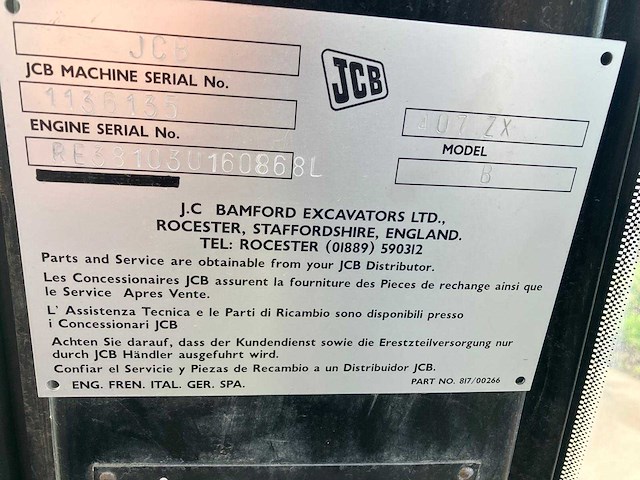 JCB
JCB MACHINE SERIAL No.
1136135
ENGINE SERIAL No.
RE38103U160868L
JCB
407 ZX
MODEL
B
J.C BAMFORD EXCAVATORS LTD.,
ROCESTER, STAFFORDSHIRE, ENGLAND.
TEL: ROCESTER (01889) 590312
Parts and Service are obtainable from your JCB Distributor.
Les Concessionaires JCB assurent la fourniture des Pieces de rechange ainsi que
le Service Apres Vente.
L' Assistenza Tecnica e le Parti di Ricambio sono disponibili presso
i Concessionari JCB
Achten Sie darauf, dass der Kundendienst sowie die Ereszteilversorgung nur
durch JCB Händler ausgefuhrt wird.
Confiar el Servicie y Piezas de Recambio a un Distribuidor JCB.
ENG. FREN. ITAL. GER. SPA.
PART NO. 817/00266